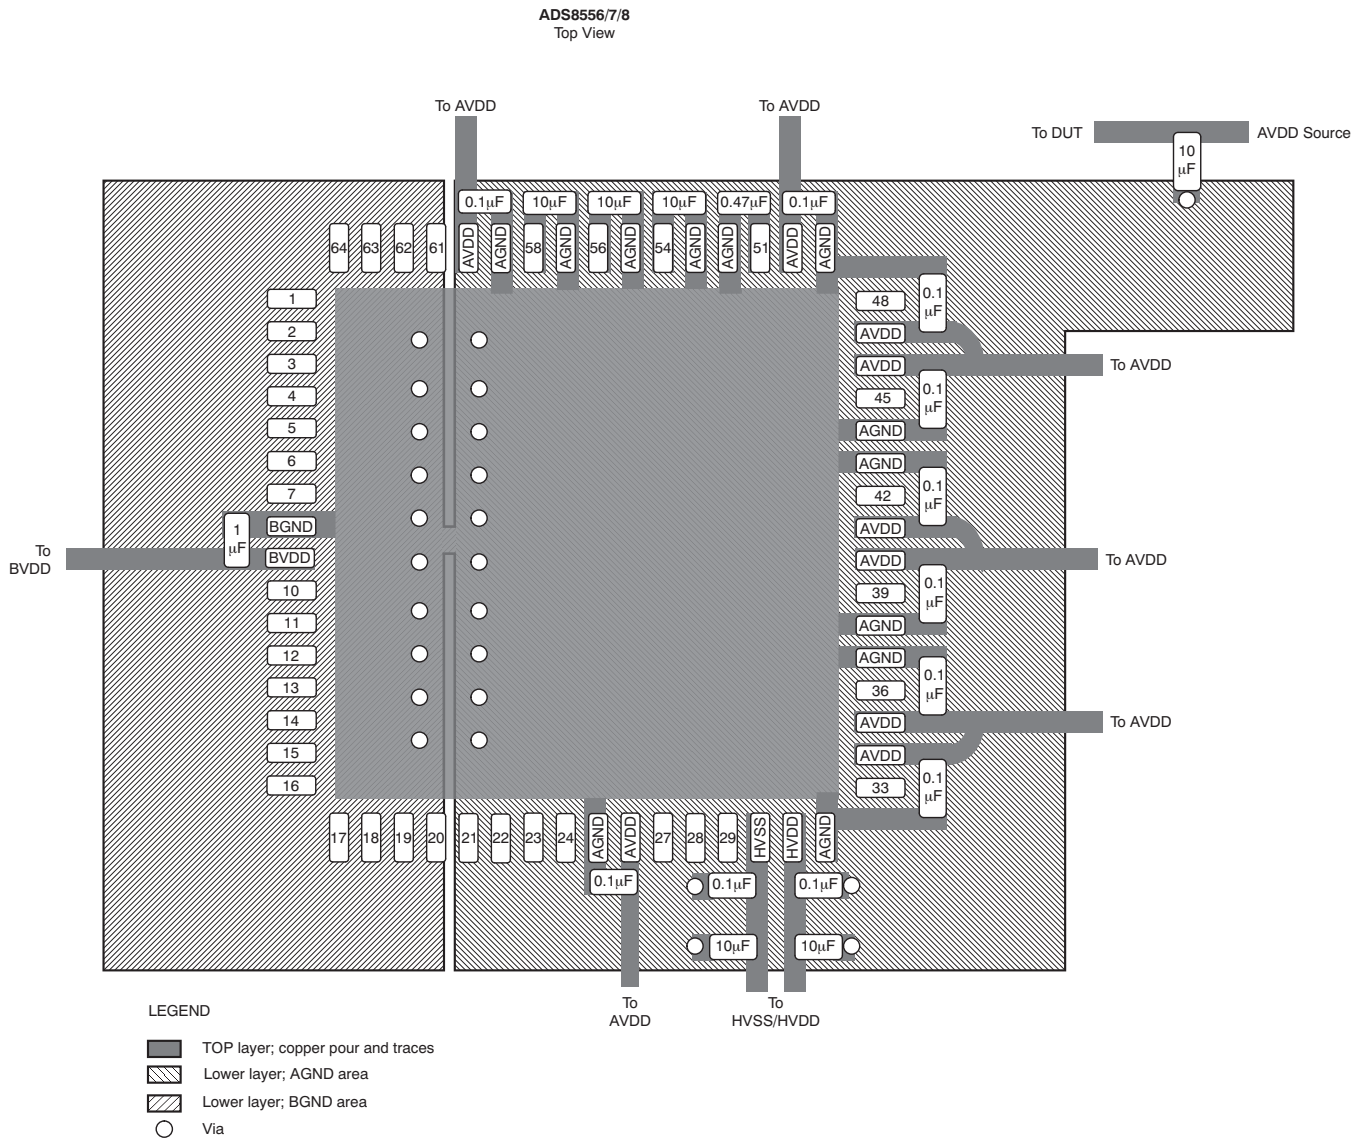 ADS8556/7/8
Top View
To AVDD
To AVDD
To DUT
AVDD Source
10
µF
0.1µF
10µF
10µF
10µF
0.47µF
0.1µF
64
63
62
61
AVDD
AGND
58
AGND
56
AGND
54
AGND
AGND
51
AVDD
AGND
1
2
3
4
5
6
7
BGND
BVDD
10
11
12
13
14
15
16
1
µF
To
BVDD
48
AVDD
AVDD
45
AGND
AGND
42
AVDD
AVDD
39
AGND
AGND
36
AVDD
AVDD
33
0.1
µF
0.1
µF
0.1
µF
0.1
µF
0.1
µF
0.1
µF
To AVDD
To AVDD
To AVDD
17
18
19
20
21
22
23
24
AGND
AVDD
27
28
29
HVSS
HVDD
AGND
0.1µF
0.1µF
0.1µF
10µF
10µF
To
AVDD
To
HVSS/HVDD
LEGEND
TOP layer; copper pour and traces
Lower layer; AGND area
Lower layer; BGND area
Via